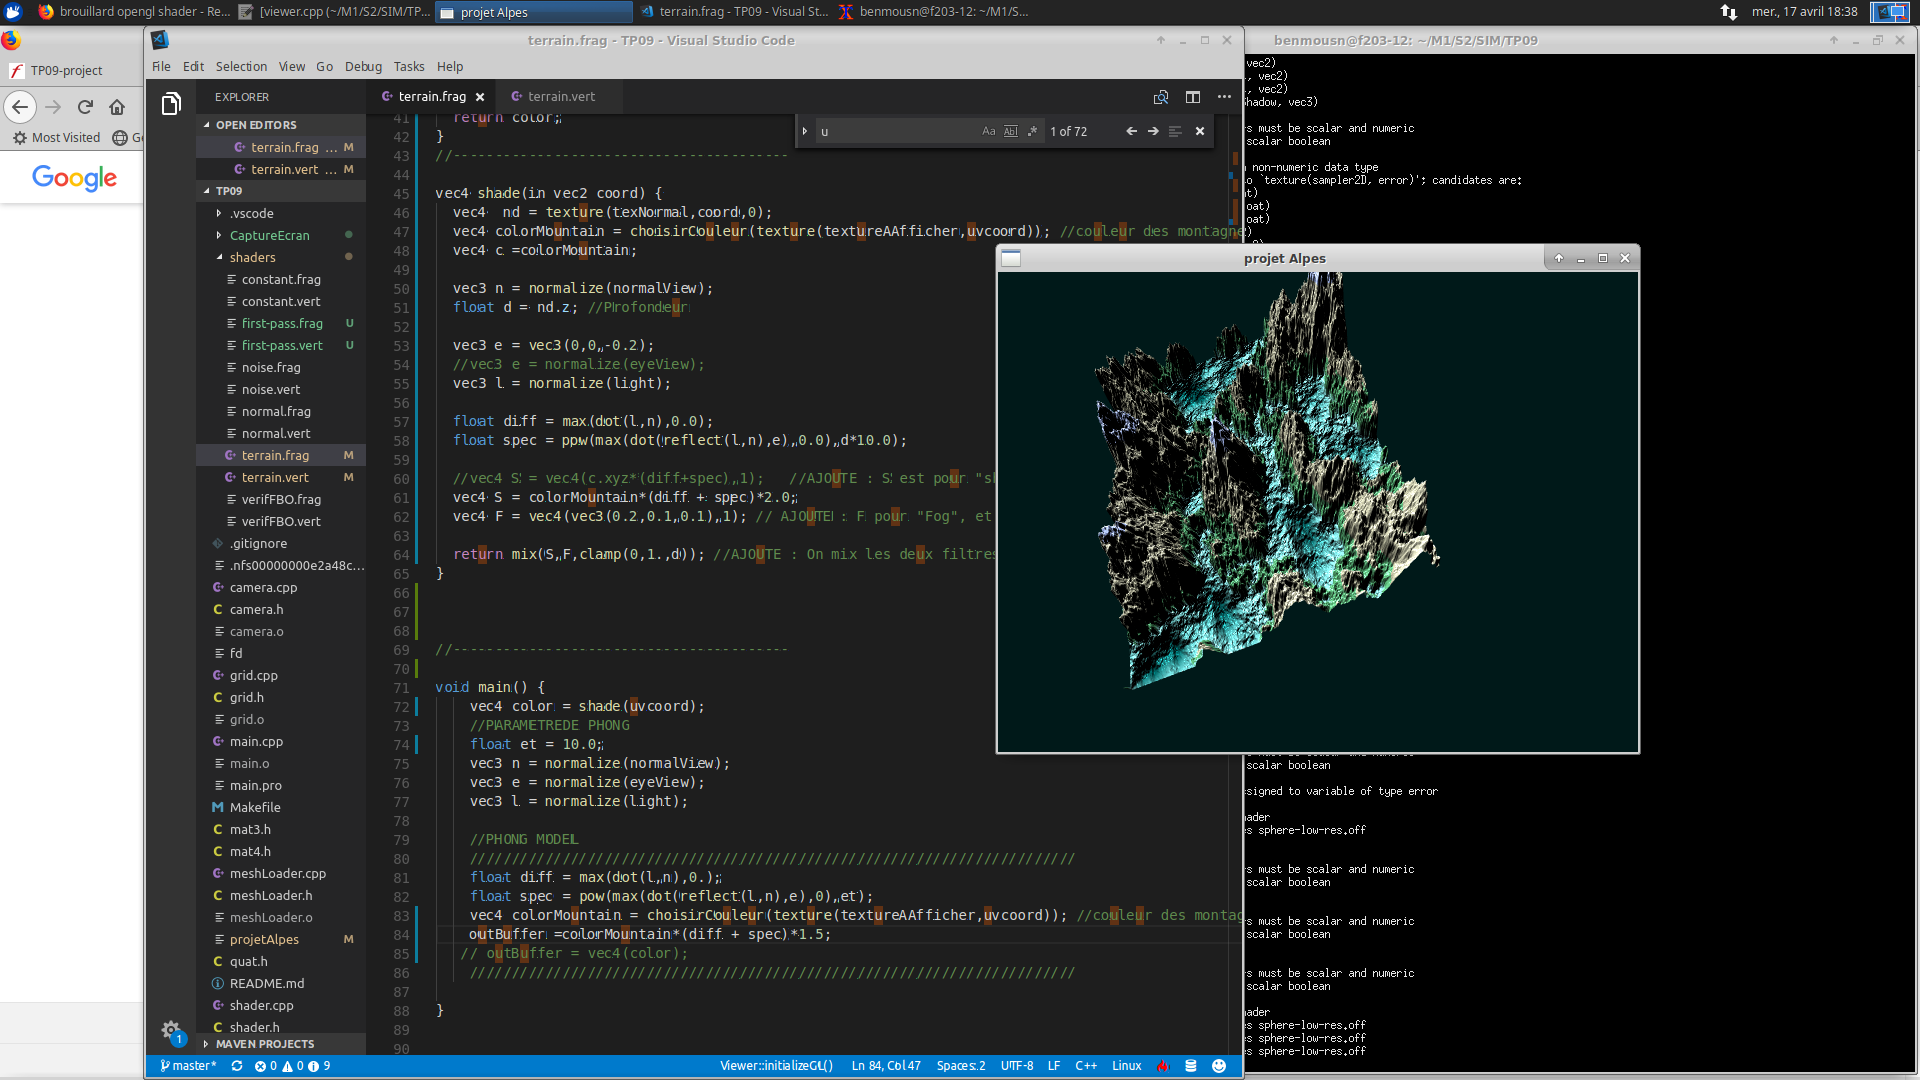 brouillard opengl shader - Re...
[viewer.cpp (~/M1/S2/SIM/TP...
projet Alpes
terrain.frag - TP09 - Visual St...
benmousn@f203-12: ~/M1/S...
mer., 17 avril 18:38
TP09-project
Most Visited
Google
terrain.frag - TP09 - Visual Studio Code
File Edit Selection View Go Debug Tasks Help
EXPLORER
OPEN EDITORS
terrain.frag ... M
terrain.vert ... M
TP09
.vscode
CaptureEcran
shaders
constant.frag
constant.vert
first-pass.frag U
first-pass.vert U
noise.frag
noise.vert
normal.frag
normal.vert
terrain.frag M
terrain.vert M
verifFBO.frag
verifFBO.vert
.gitignore
.nfs00000000e2a48c...
camera.cpp
camera.h
camera.o
fd
grid.cpp
grid.h
grid.o
main.cpp
main.o
main.pro
Makefile
mat3.h
mat4.h
meshLoader.cpp
meshLoader.h
meshLoader.o
projetAlpes M
quat.h
README.md
shader.cpp
shader.h
MAVEN PROJECTS
1
terrain.frag
terrain.vert
u Aa Abl .* 1 of 72
41 return color;
42 }
43 //----------------------------------------
44
45 vec4 shade(in vec2 coord) {
46 vec4 nd = texture(texNormal,coord,0);
47 vec4 colorMountain = choisirCouleur(texture(textureAAfficher,uvcoord)); //couleur des montagne
48 vec4 c =colorMountain;
49
50 vec3 n = normalize(normalView);
51 float d = nd.z; //Profondeur
52
53 vec3 e = vec3(0,0,-0.2);
54 //vec3 e = normalize(eyeView);
55 vec3 l = normalize(light);
56
57 float diff = max(dot(l,n),0.0);
58 float spec = pow(max(dot(reflect(l,n),e),0.0),d*10.0);
59
60 //vec4 S = vec4(c.xyz*(diff+spec),1); //AJOUTE : S est pour "sh
61 vec4 S = colorMountain*(diff + spec)*2.0;
62 vec4 F = vec4(vec3(0.2,0.1,0.1),1); // AJOUTE : F pour "Fog", et
63
64 return mix(S,F,clamp(0,1.,d)); //AJOUTE : On mix les deux filtres
65 }
66
67
68
69 //----------------------------------------
70
71 void main() {
72 vec4 color = shade(uvcoord);
73 //PARAMETREDE PHONG
74 float et = 10.0;
75 vec3 n = normalize(normalView);
76 vec3 e = normalize(eyeView);
77 vec3 l = normalize(light);
78
79 //PHONG MODEL
80 ////////////////////////////////////////////////////////////////////////
81 float diff = max(dot(l,n),0.);
82 float spec = pow(max(dot(reflect(l,n),e),0),et);
83 vec4 colorMountain = choisirCouleur(texture(textureAAfficher,uvcoord)); //couleur des montag
84 outBuffer =colorMountain*(diff + spec)*1.5;
85 // outBuffer = vec4(color);
86 ////////////////////////////////////////////////////////////////////////
87
88 }
89
90
master* 0 0 9
Viewer::initializeGL() Ln 84, Col 47 Spaces: 2 UTF-8 LF C++ Linux
benmousn@f203-12: ~/M1/S2/SIM/TP09
vec2)
, vec2)
, vec2)
Shadow, vec3)
s must be scalar and numeric
scalar boolean
non-numeric data type
o `texture(sampler2D, error)'; candidates are:
projet Alpes
scalar boolean
signed to variable of type error
ader
s sphere-low-res.off
s must be scalar and numeric
scalar boolean
s must be scalar and numeric
scalar boolean
s must be scalar and numeric
scalar boolean
ader
s sphere-low-res.off
s sphere-low-res.off
s sphere-low-res.off